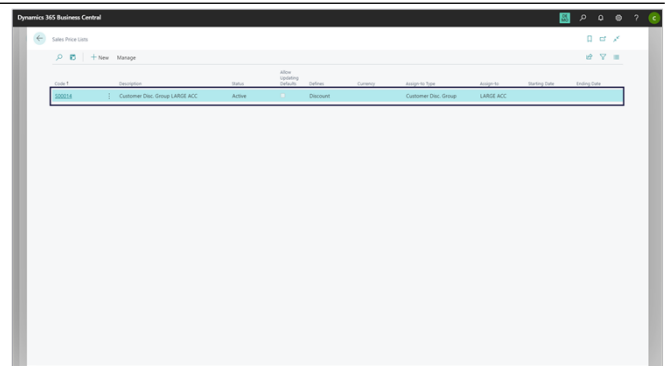 Dynamics 365 Business Central
Sales Price Lists
+ New Manage
Allow
Updating
Code ↑ Description Status Defaults Defines Currency Assign-to Type Assign-to Starting Date Ending Date
S00014 Customer Disc. Group LARGE ACC Active Discount Customer Disc. Group LARGE ACC